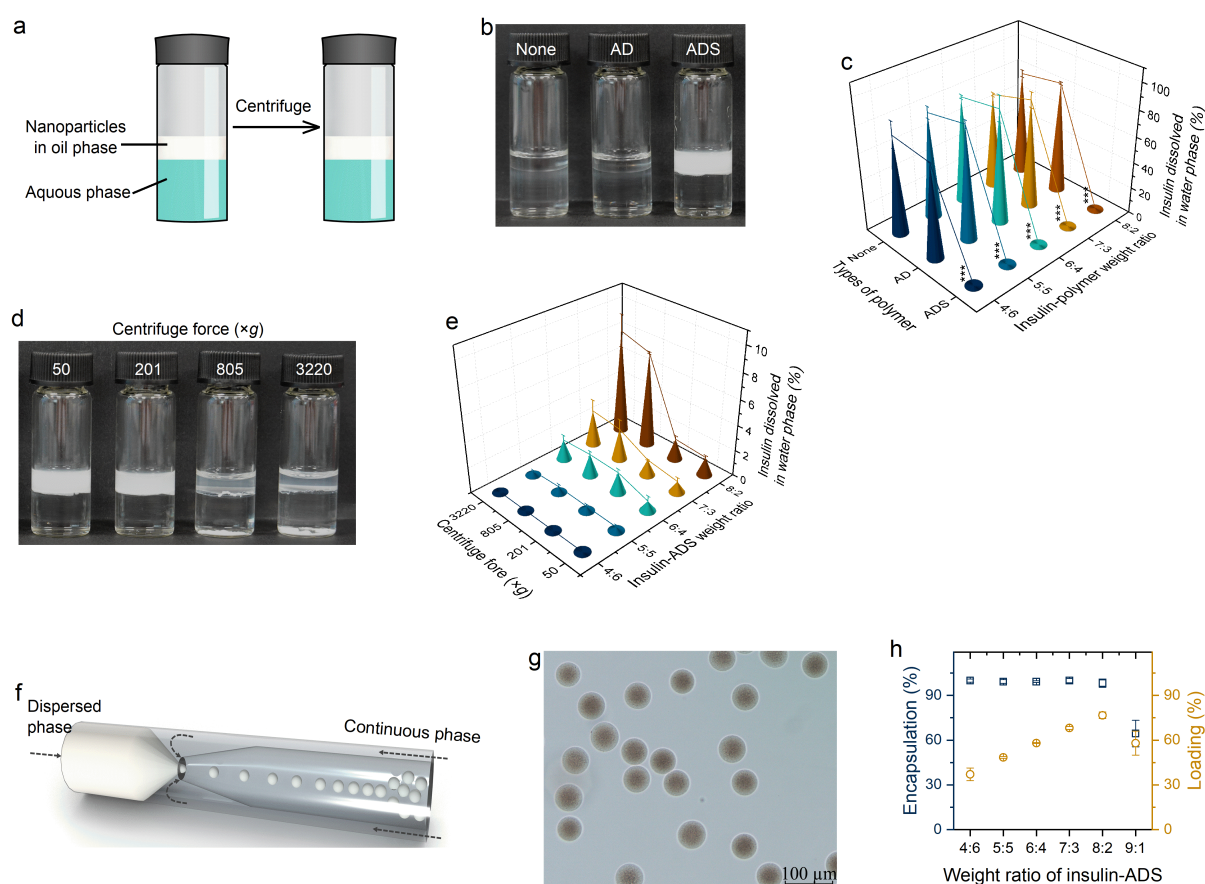 a
Nanoparticles
in oil phase
Aquous phase
Centrifuge
b
None
AD
ADS
c
100
80
60
40
20
0
Insulin dissolved
in water phase (%)
***
***
***
***
***
None
AD
ADS
Types of polymer
4:6
5:5
6:4
7:3
8:2
Insulin-polymer weight ratio
d
Centrifuge force (×g)
50
201
805
3220
e
10
8
6
4
2
0
Insulin dissolved
in water phase (%)
3220
805
201
50
Centrifuge fore (×g)
4:6
5:5
6:4
7:3
8:2
Insulin-ADS weight ratio
f
Dispersed
phase
Continuous phase
g
100 µm
h
Encapsulation (%)
90
60
30
0
Loading (%)
90
60
30
0
4:6 5:5 6:4 7:3 8:2 9:1
Weight ratio of insulin-ADS